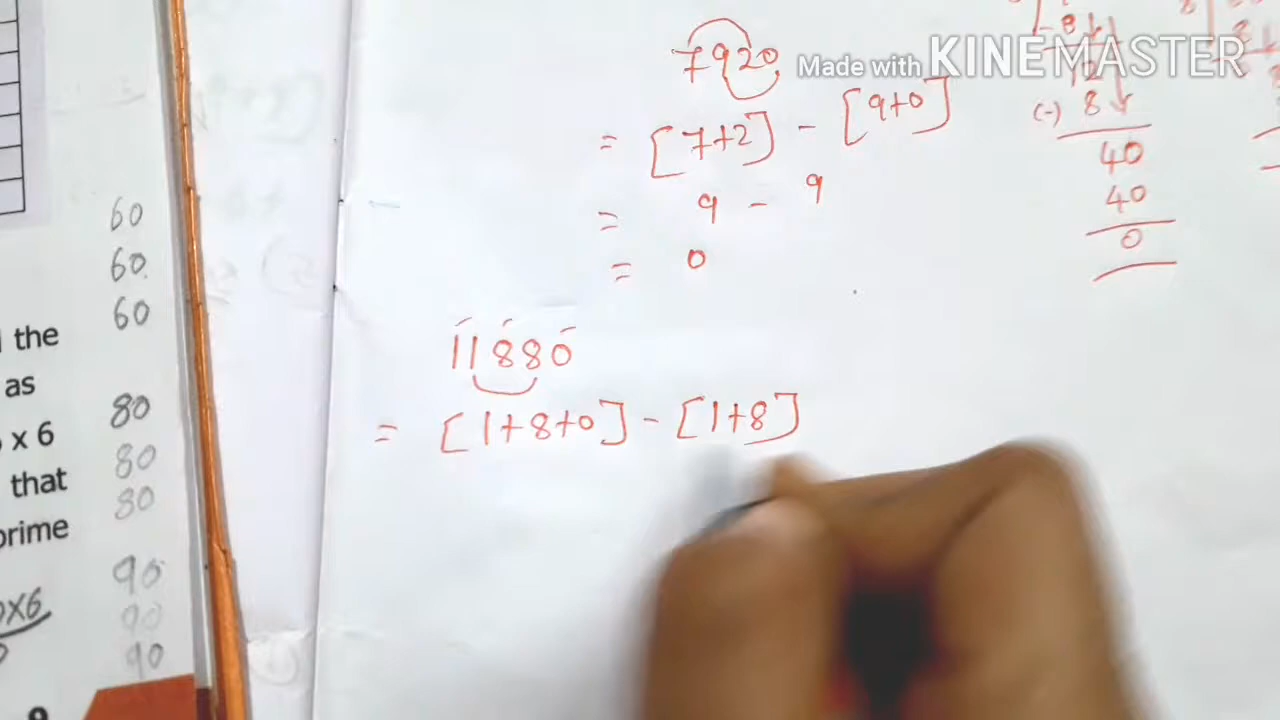 7920
Made with KINEMASTER
= [7+2] - [9+0]
= 9 - 9
= 0
(-) 8
40
40
0
11880
= [1+8+0] - [1+8]
60
60
60
the
as
x 6
that
prime
80
80
80
90
90
90